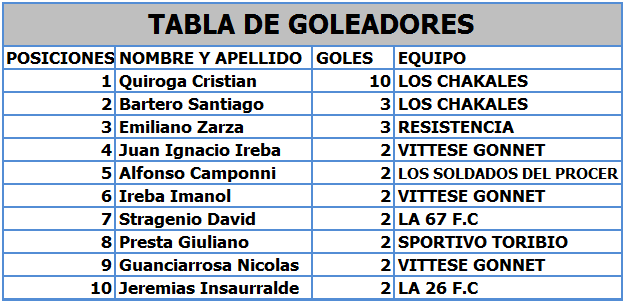 TABLA DE GOLEADORES
POSICIONES NOMBRE Y APELLIDO GOLES EQUIPO
1 Quiroga Cristian 10 LOS CHAKALES
2 Bartero Santiago 3 LOS CHAKALES
3 Emiliano Zarza 3 RESISTENCIA
4 Juan Ignacio Ireba 2 VITTESE GONNET
5 Alfonso Camponni 2 LOS SOLDADOS DEL PROCER
6 Ireba Imanol 2 VITTESE GONNET
7 Stragenio David 2 LA 67 F.C
8 Presta Giuliano 2 SPORTIVO TORIBIO
9 Guanciarrosa Nicolas 2 VITTESE GONNET
10 Jeremias Insaurralde 2 LA 26 F.C